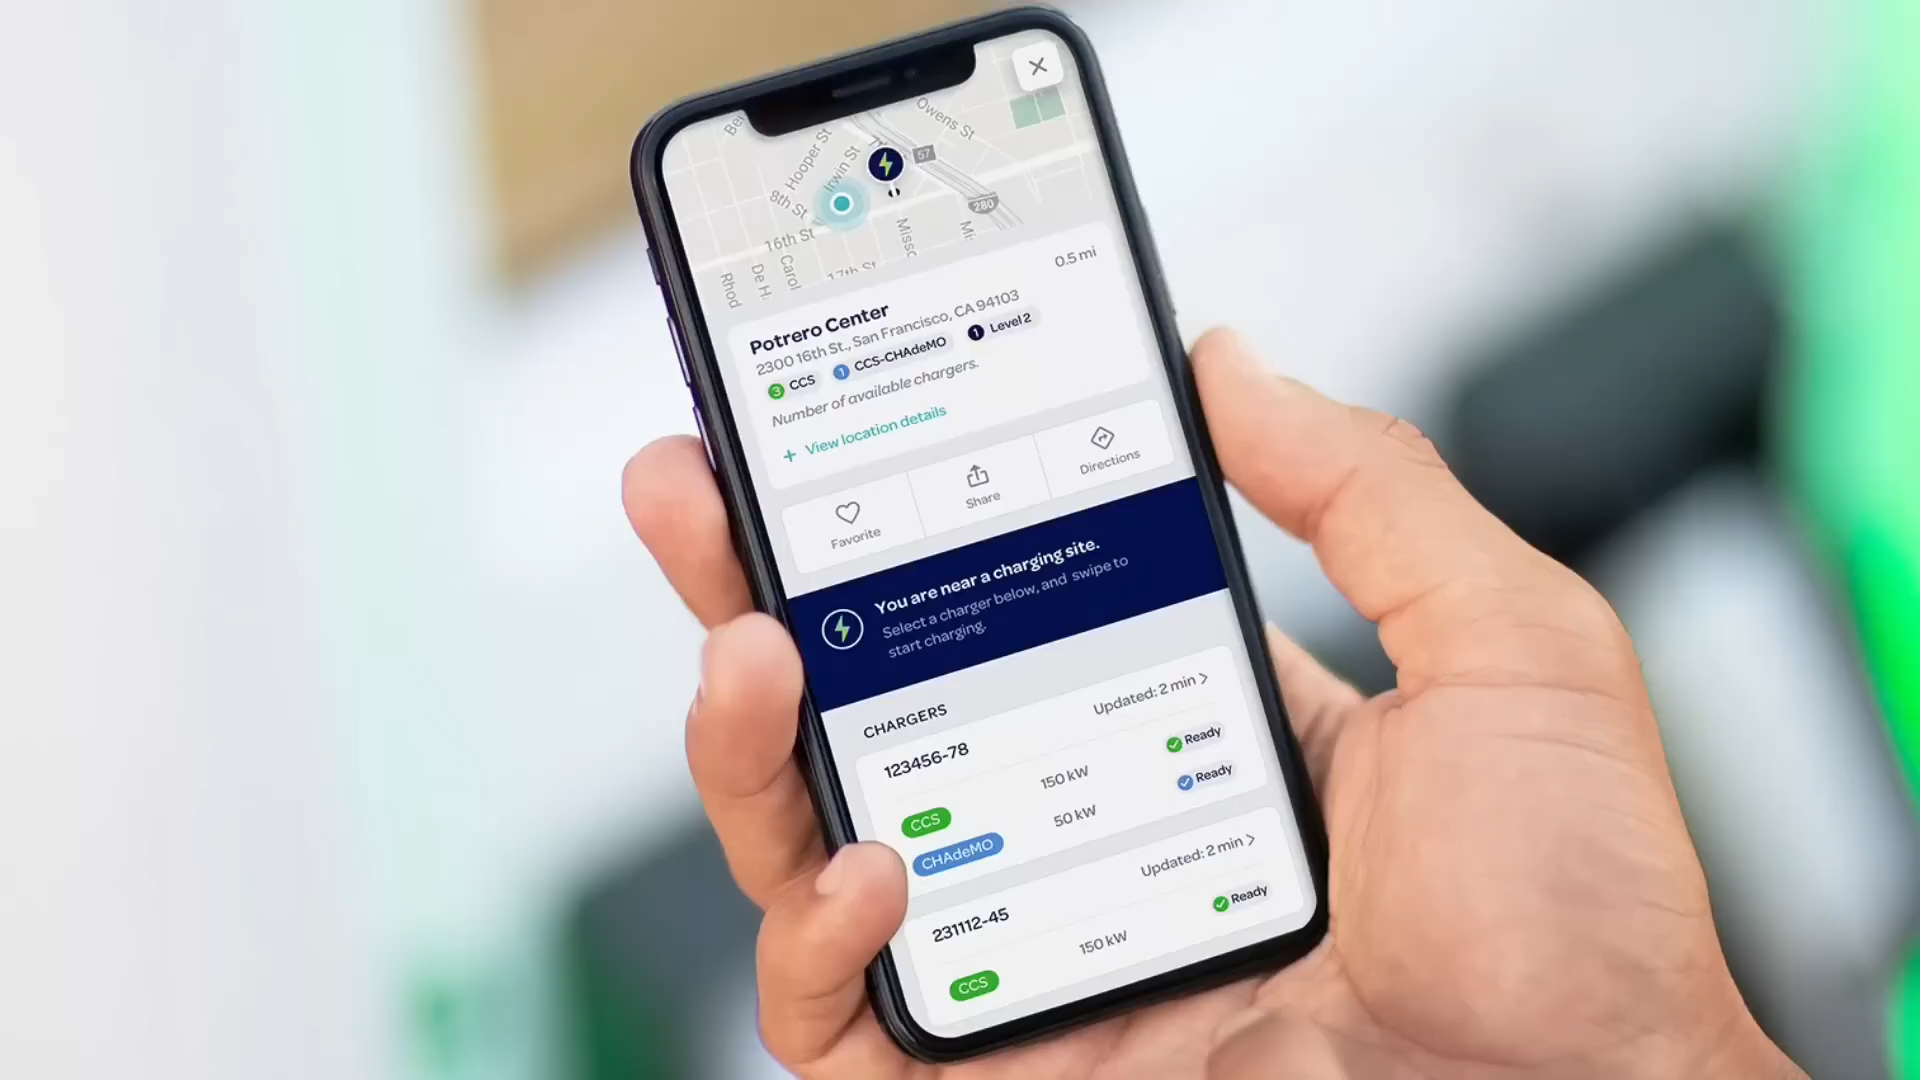 Owens St
Hooper St
Irwin St
57
8th St
280
16th St
17th St
Carol
De H
Rhod
0.5 mi
Potrero Center
2300 16th St., San Francisco, CA 94103
3 CCS 1 CCS-CHAdeMO 1 Level 2
Number of available chargers.
+ View location details
Favorite Share Directions
You are near a charging site.
Select a charger below, and swipe to
start charging.
CHARGERS
Updated: 2 min >
123456-78
CCS 150 kW Ready
CHAdeMO 50 kW Ready
Updated: 2 min >
231112-45
CCS 150 kW Ready